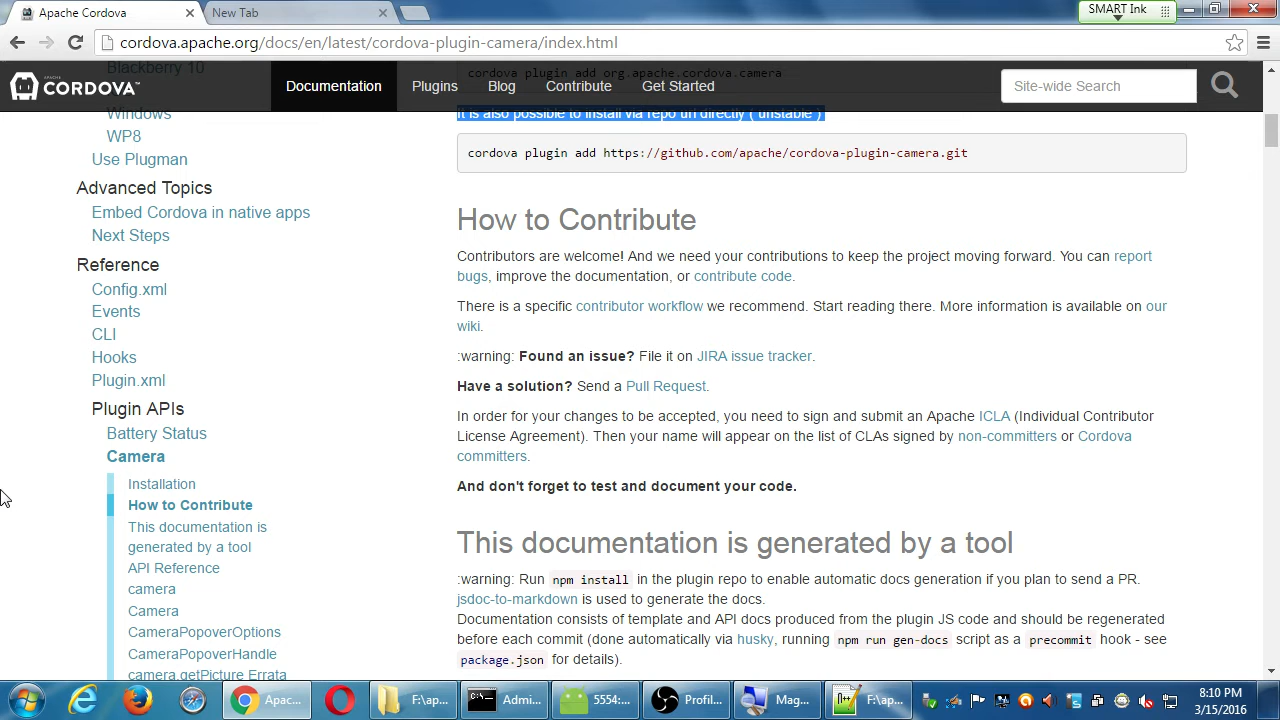 Apache Cordova
New Tab
SMART Ink
cordova.apache.org/docs/en/latest/cordova-plugin-camera/index.html
APACHE
CORDOVA™
Documentation
Plugins
Blog
Contribute
Get Started
Site-wide Search
Blackberry 10
Windows
WP8
Use Plugman
Advanced Topics
Embed Cordova in native apps
Next Steps
Reference
Config.xml
Events
CLI
Hooks
Plugin.xml
Plugin APIs
Battery Status
Camera
Installation
How to Contribute
This documentation is
generated by a tool
API Reference
camera
Camera
CameraPopoverOptions
CameraPopoverHandle
camera.getPicture Errata
cordova plugin add org.apache.cordova.camera
It is also possible to install via repo url directly ( unstable )
cordova plugin add https://github.com/apache/cordova-plugin-camera.git
How to Contribute
Contributors are welcome! And we need your contributions to keep the project moving forward. You can report
bugs, improve the documentation, or contribute code.
There is a specific contributor workflow we recommend. Start reading there. More information is available on our
wiki.
:warning: Found an issue? File it on JIRA issue tracker.
Have a solution? Send a Pull Request.
In order for your changes to be accepted, you need to sign and submit an Apache ICLA (Individual Contributor
License Agreement). Then your name will appear on the list of CLAs signed by non-committers or Cordova
committers.
And don't forget to test and document your code.
This documentation is generated by a tool
:warning: Run npm install in the plugin repo to enable automatic docs generation if you plan to send a PR.
jsdoc-to-markdown is used to generate the docs.
Documentation consists of template and API docs produced from the plugin JS code and should be regenerated
before each commit (done automatically via husky, running npm run gen-docs script as a precommit hook - see
package.json for details).
Apac...
F:\ap...
Admi...
5554:...
Profil...
Mag...
F:\ap...
8:10 PM
3/15/2016